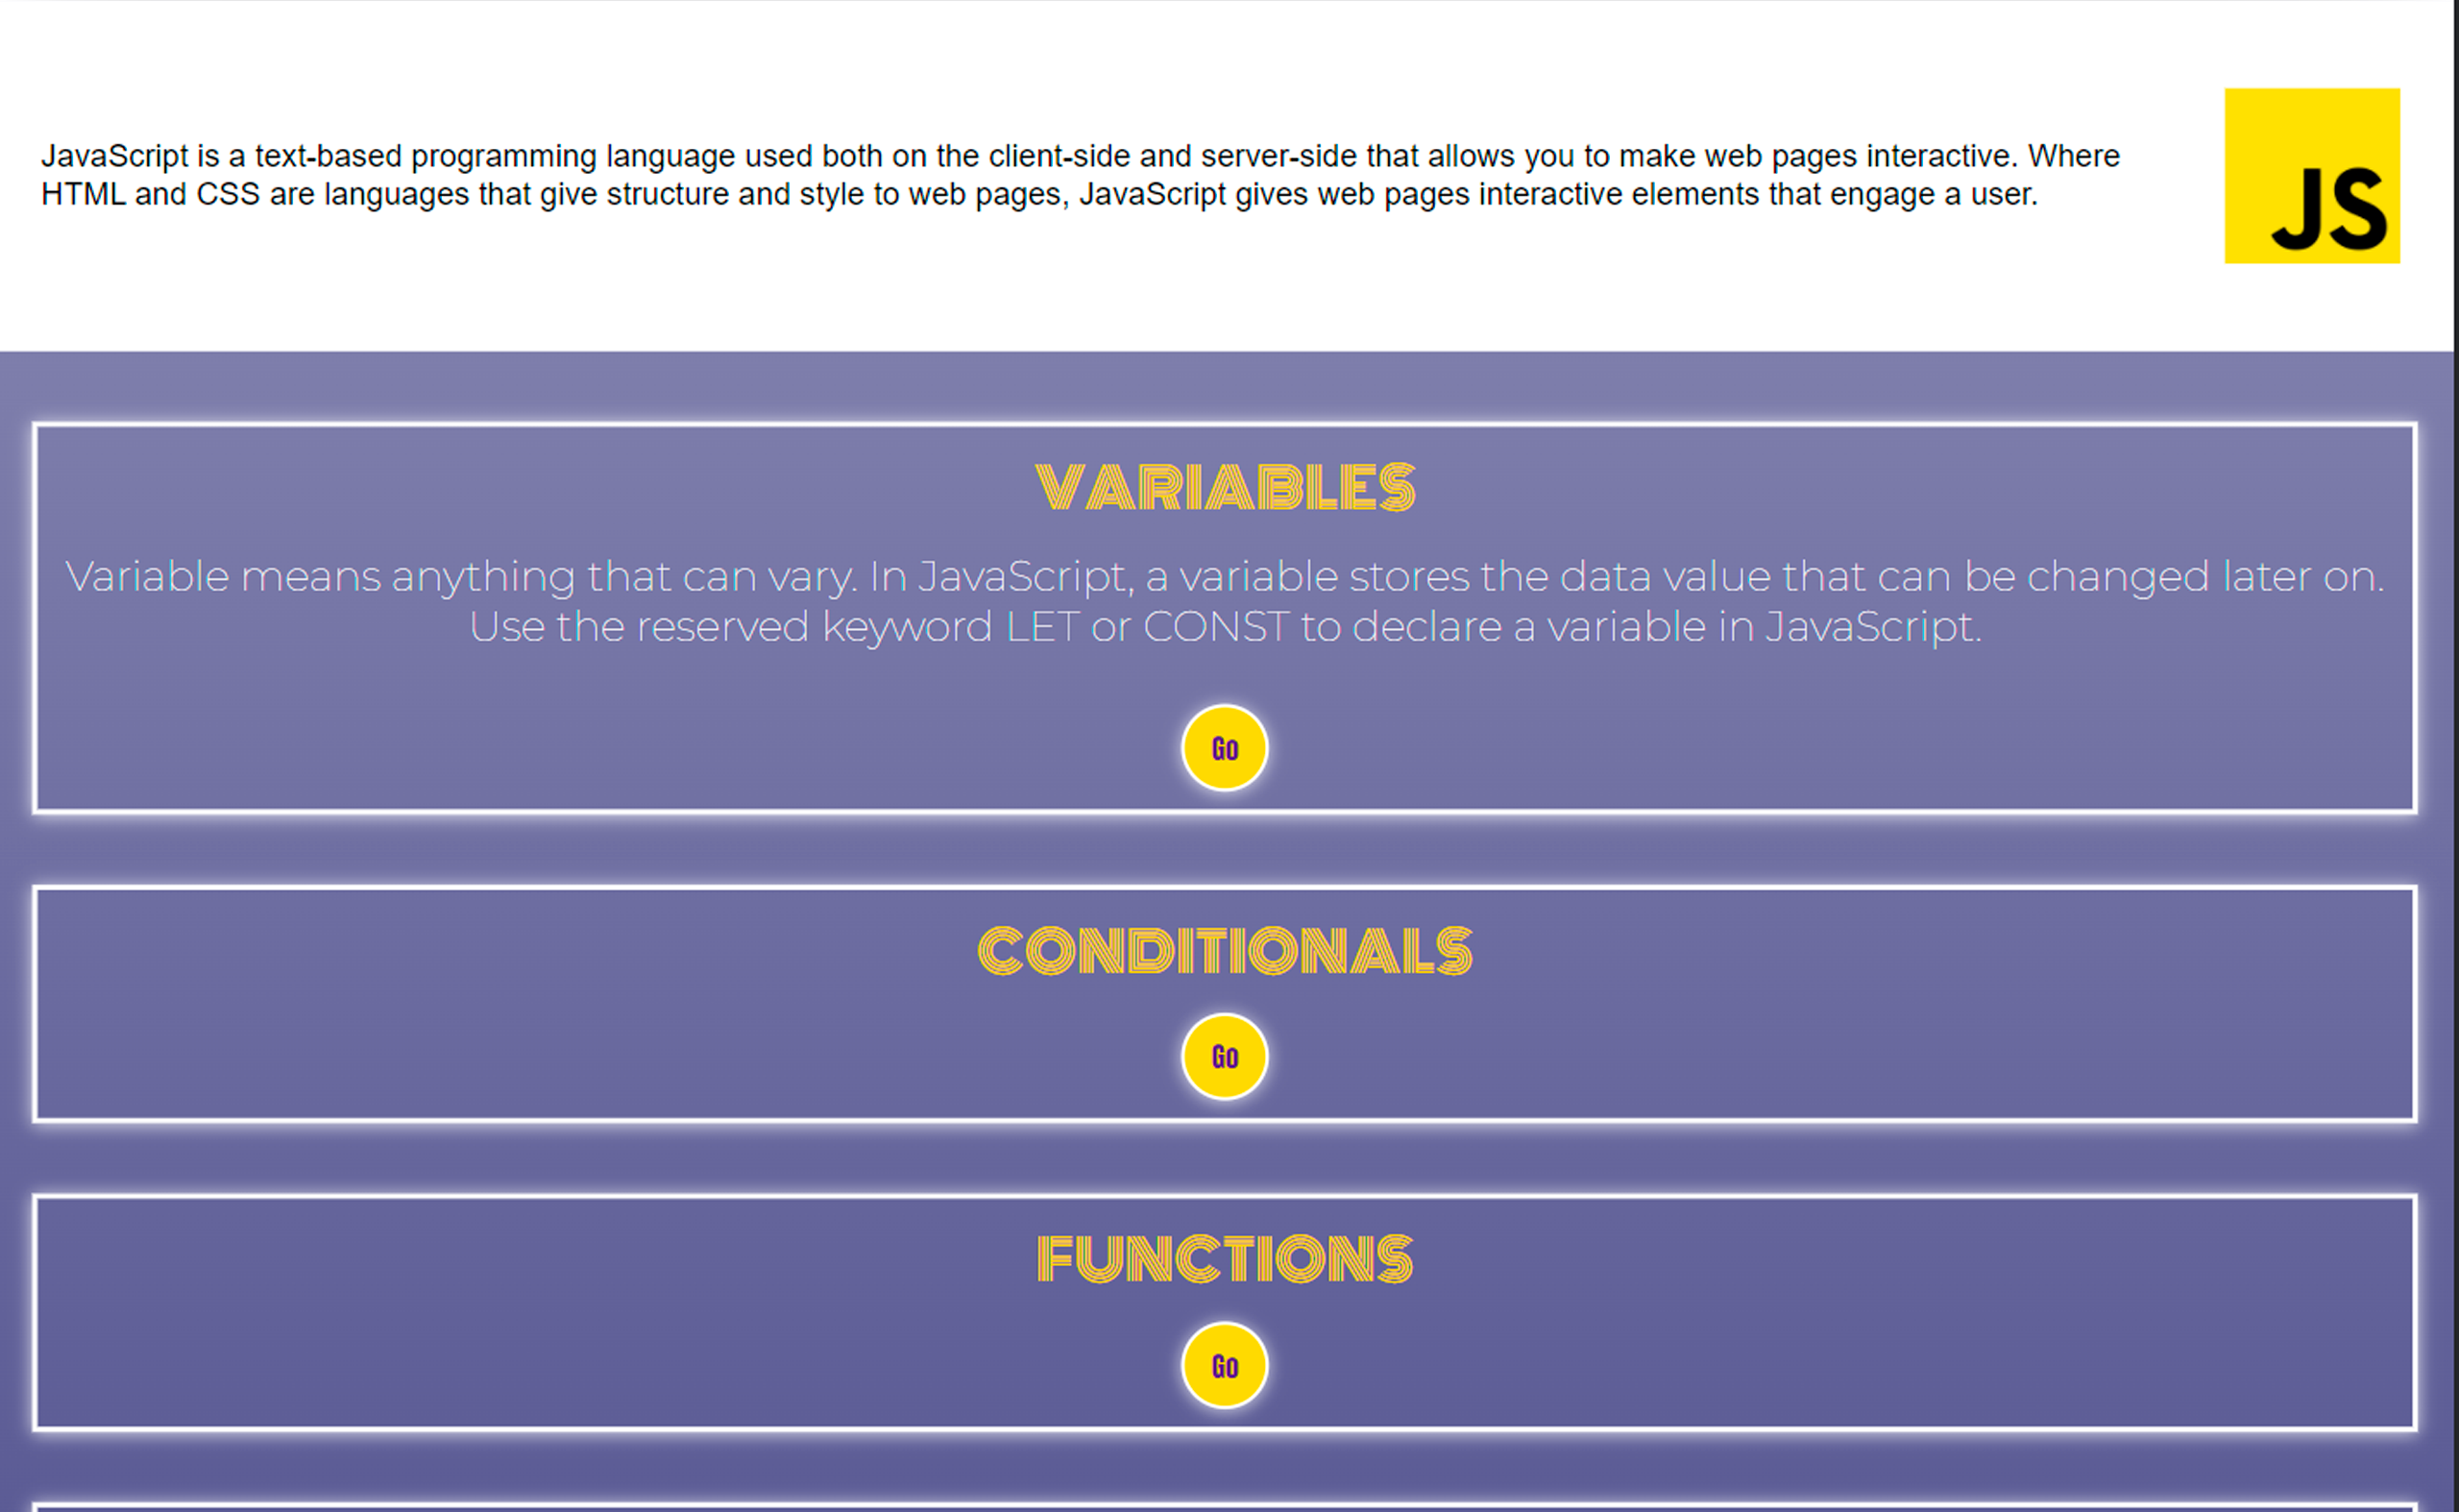 JavaScript is a text-based programming language used both on the client-side and server-side that allows you to make web pages interactive. Where
HTML and CSS are languages that give structure and style to web pages, JavaScript gives web pages interactive elements that engage a user.
JS
VARIABLES
Variable means anything that can vary. In JavaScript, a variable stores the data value that can be changed later on.
Use the reserved keyword LET or CONST to declare a variable in JavaScript.
Go
CONDITIONALS
Go
FUNCTIONS
Go